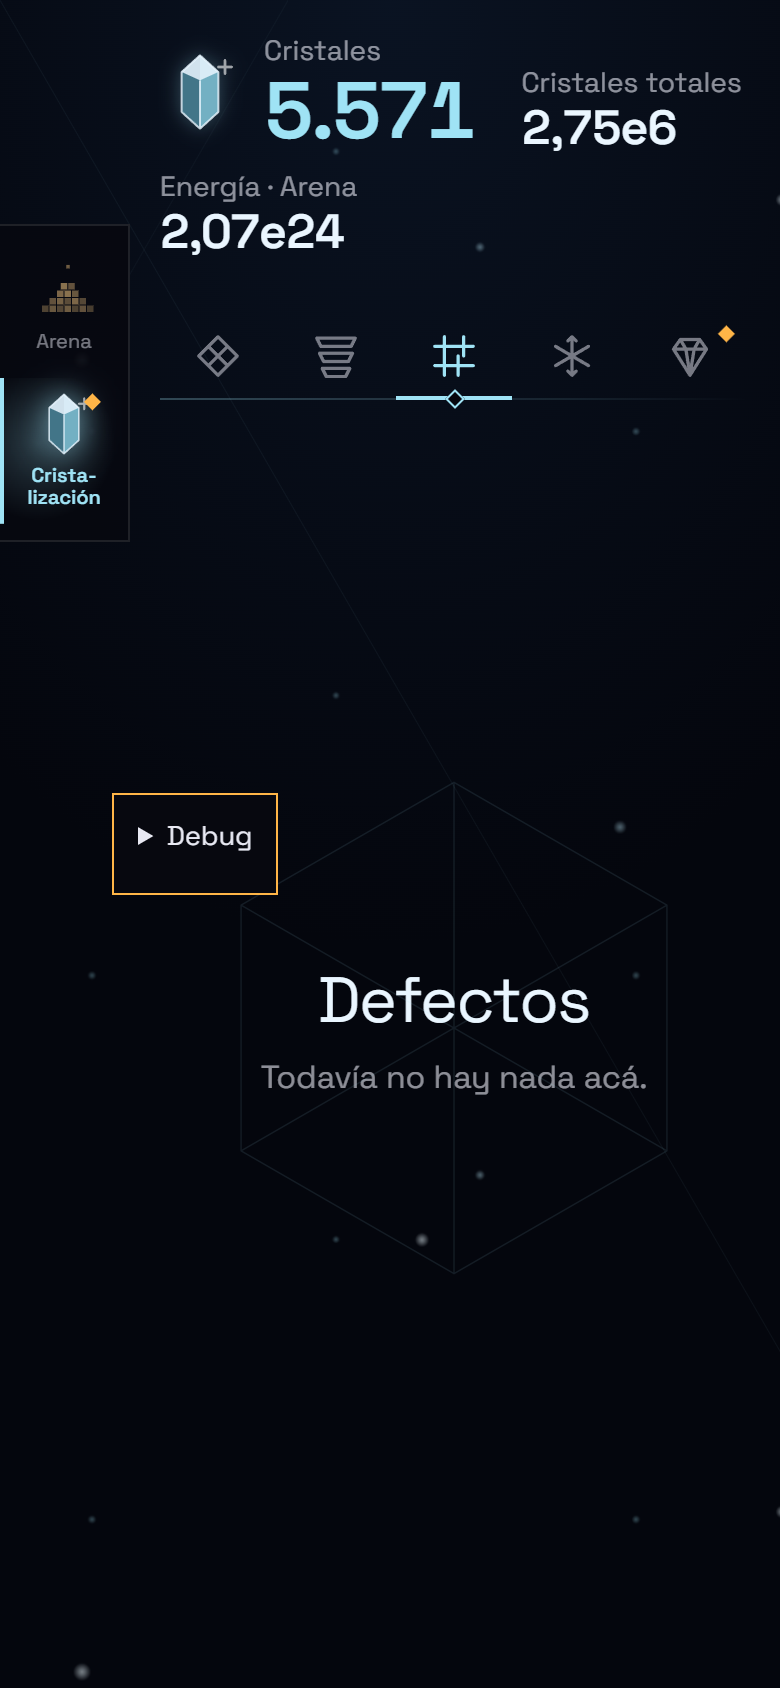 Cristales
5.571
Cristales totales
2,75e6
Energía · Arena
2,07e24
Arena
Crista-
lización
Debug
Defectos
Todavía no hay nada acá.